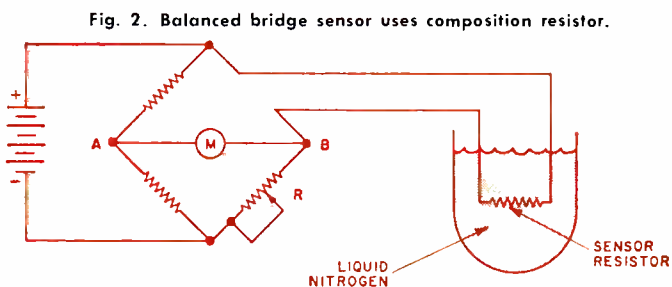 Fig. 2. Balanced bridge sensor uses composition resistor.
+
A
M
B
R
-
SENSOR
RESISTOR
LIQUID
NITROGEN